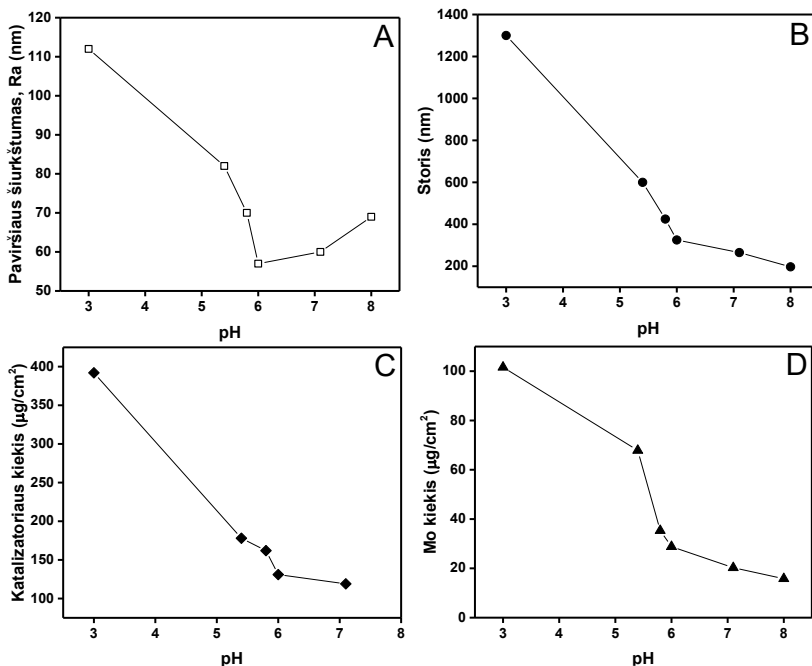 120
110
100
90
80
70
60
50
Paviršiaus šiurkštumas, Ra (nm)
A
3 4 5 6 7 8
pH
1400
1200
1000
800
600
400
200
Storis (nm)
B
3 4 5 6 7 8
pH
400
350
300
250
200
150
100
Katalizatoriaus kiekis (µg/cm²)
C
3 4 5 6 7 8
pH
100
80
60
40
20
0
Mo kiekis (µg/cm²)
D
3 4 5 6 7 8
pH